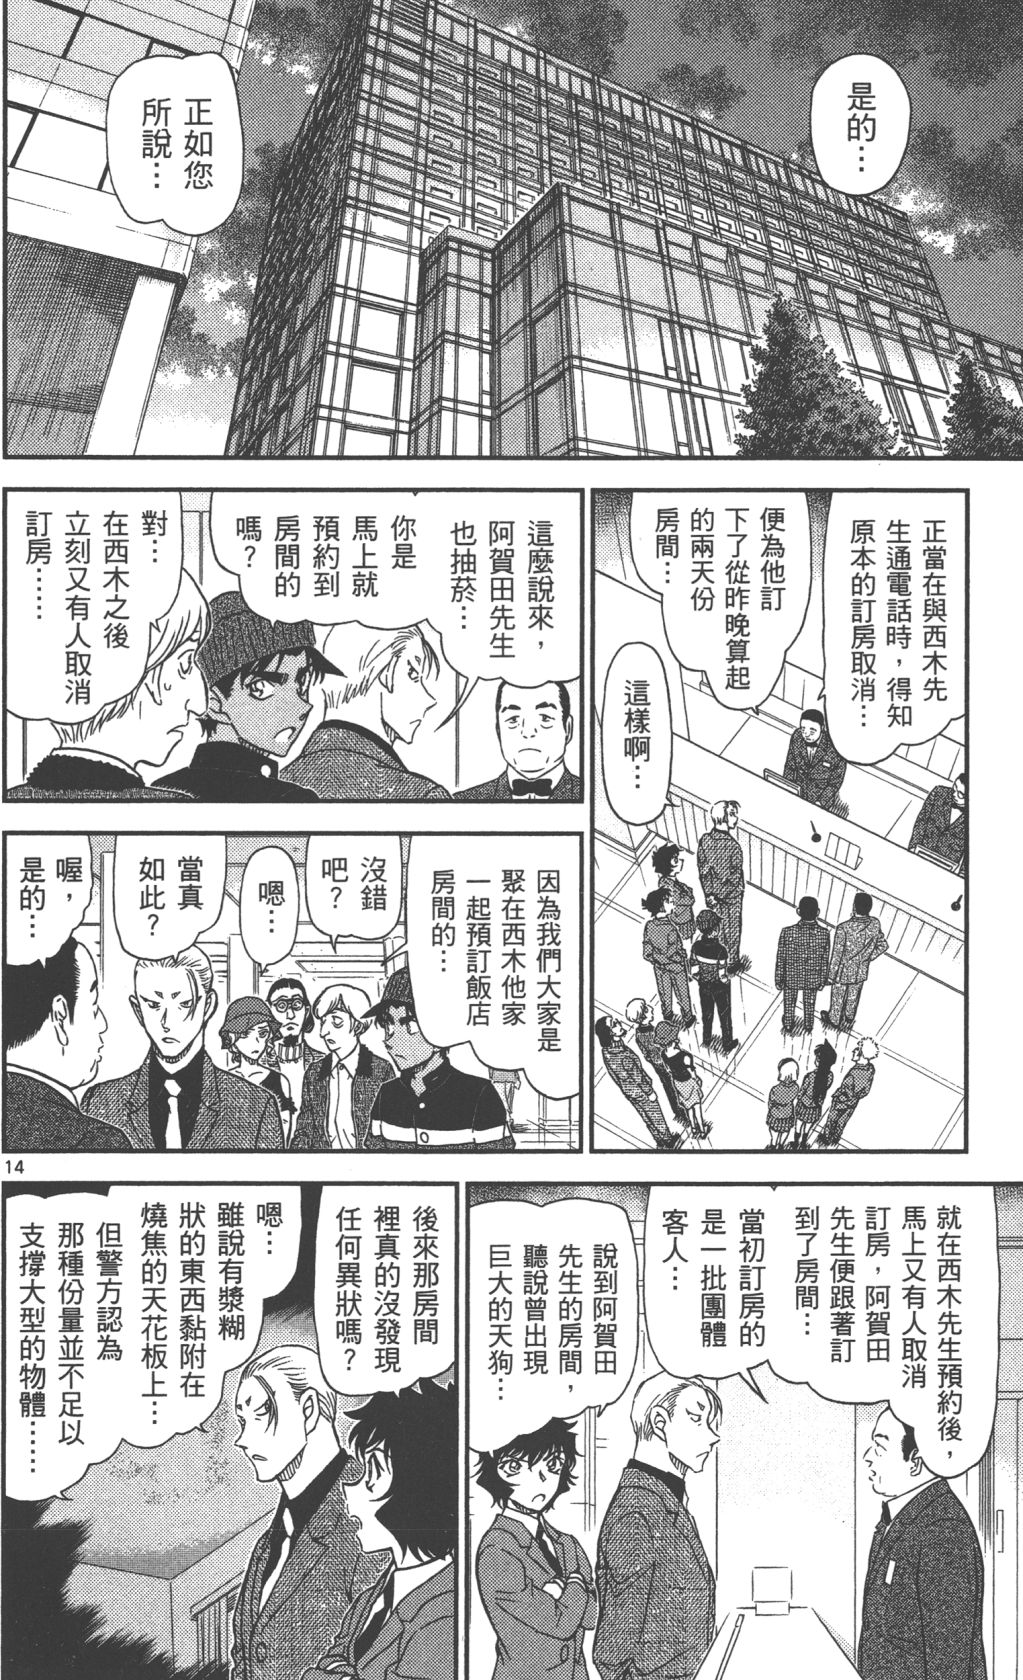 是的…
正如您
所說…
正當在與西木先
生通電話時，得知
原本的訂房取消…
便為他訂
下了從昨晚算起
的兩天份
房間…
這樣啊…
這麼說來，
阿賀田先生
也抽菸…
你是
馬上就
預約到
房間的
嗎？
對…
在西木之後
立刻又有人取消
訂房……
因為我們大家是
聚在西木他家
一起預訂飯店
房間的…
沒錯
吧？
嗯…
當真
如此？
喔，
是的…
14
就在西木先生預約後，
馬上又有人取消
訂房，阿賀田
先生便跟著訂
到了房間…
當初訂房的
是一批團體
客人…
說到阿賀田
先生的房間，
聽說曾出現
巨大的天狗…
後來那房間
裡真的沒發現
任何異狀嗎？
嗯…
雖說有漿糊
狀的東西黏附在
燒焦的天花板上…
但警方認為
那種份量並不足以
支撐大型的物體……